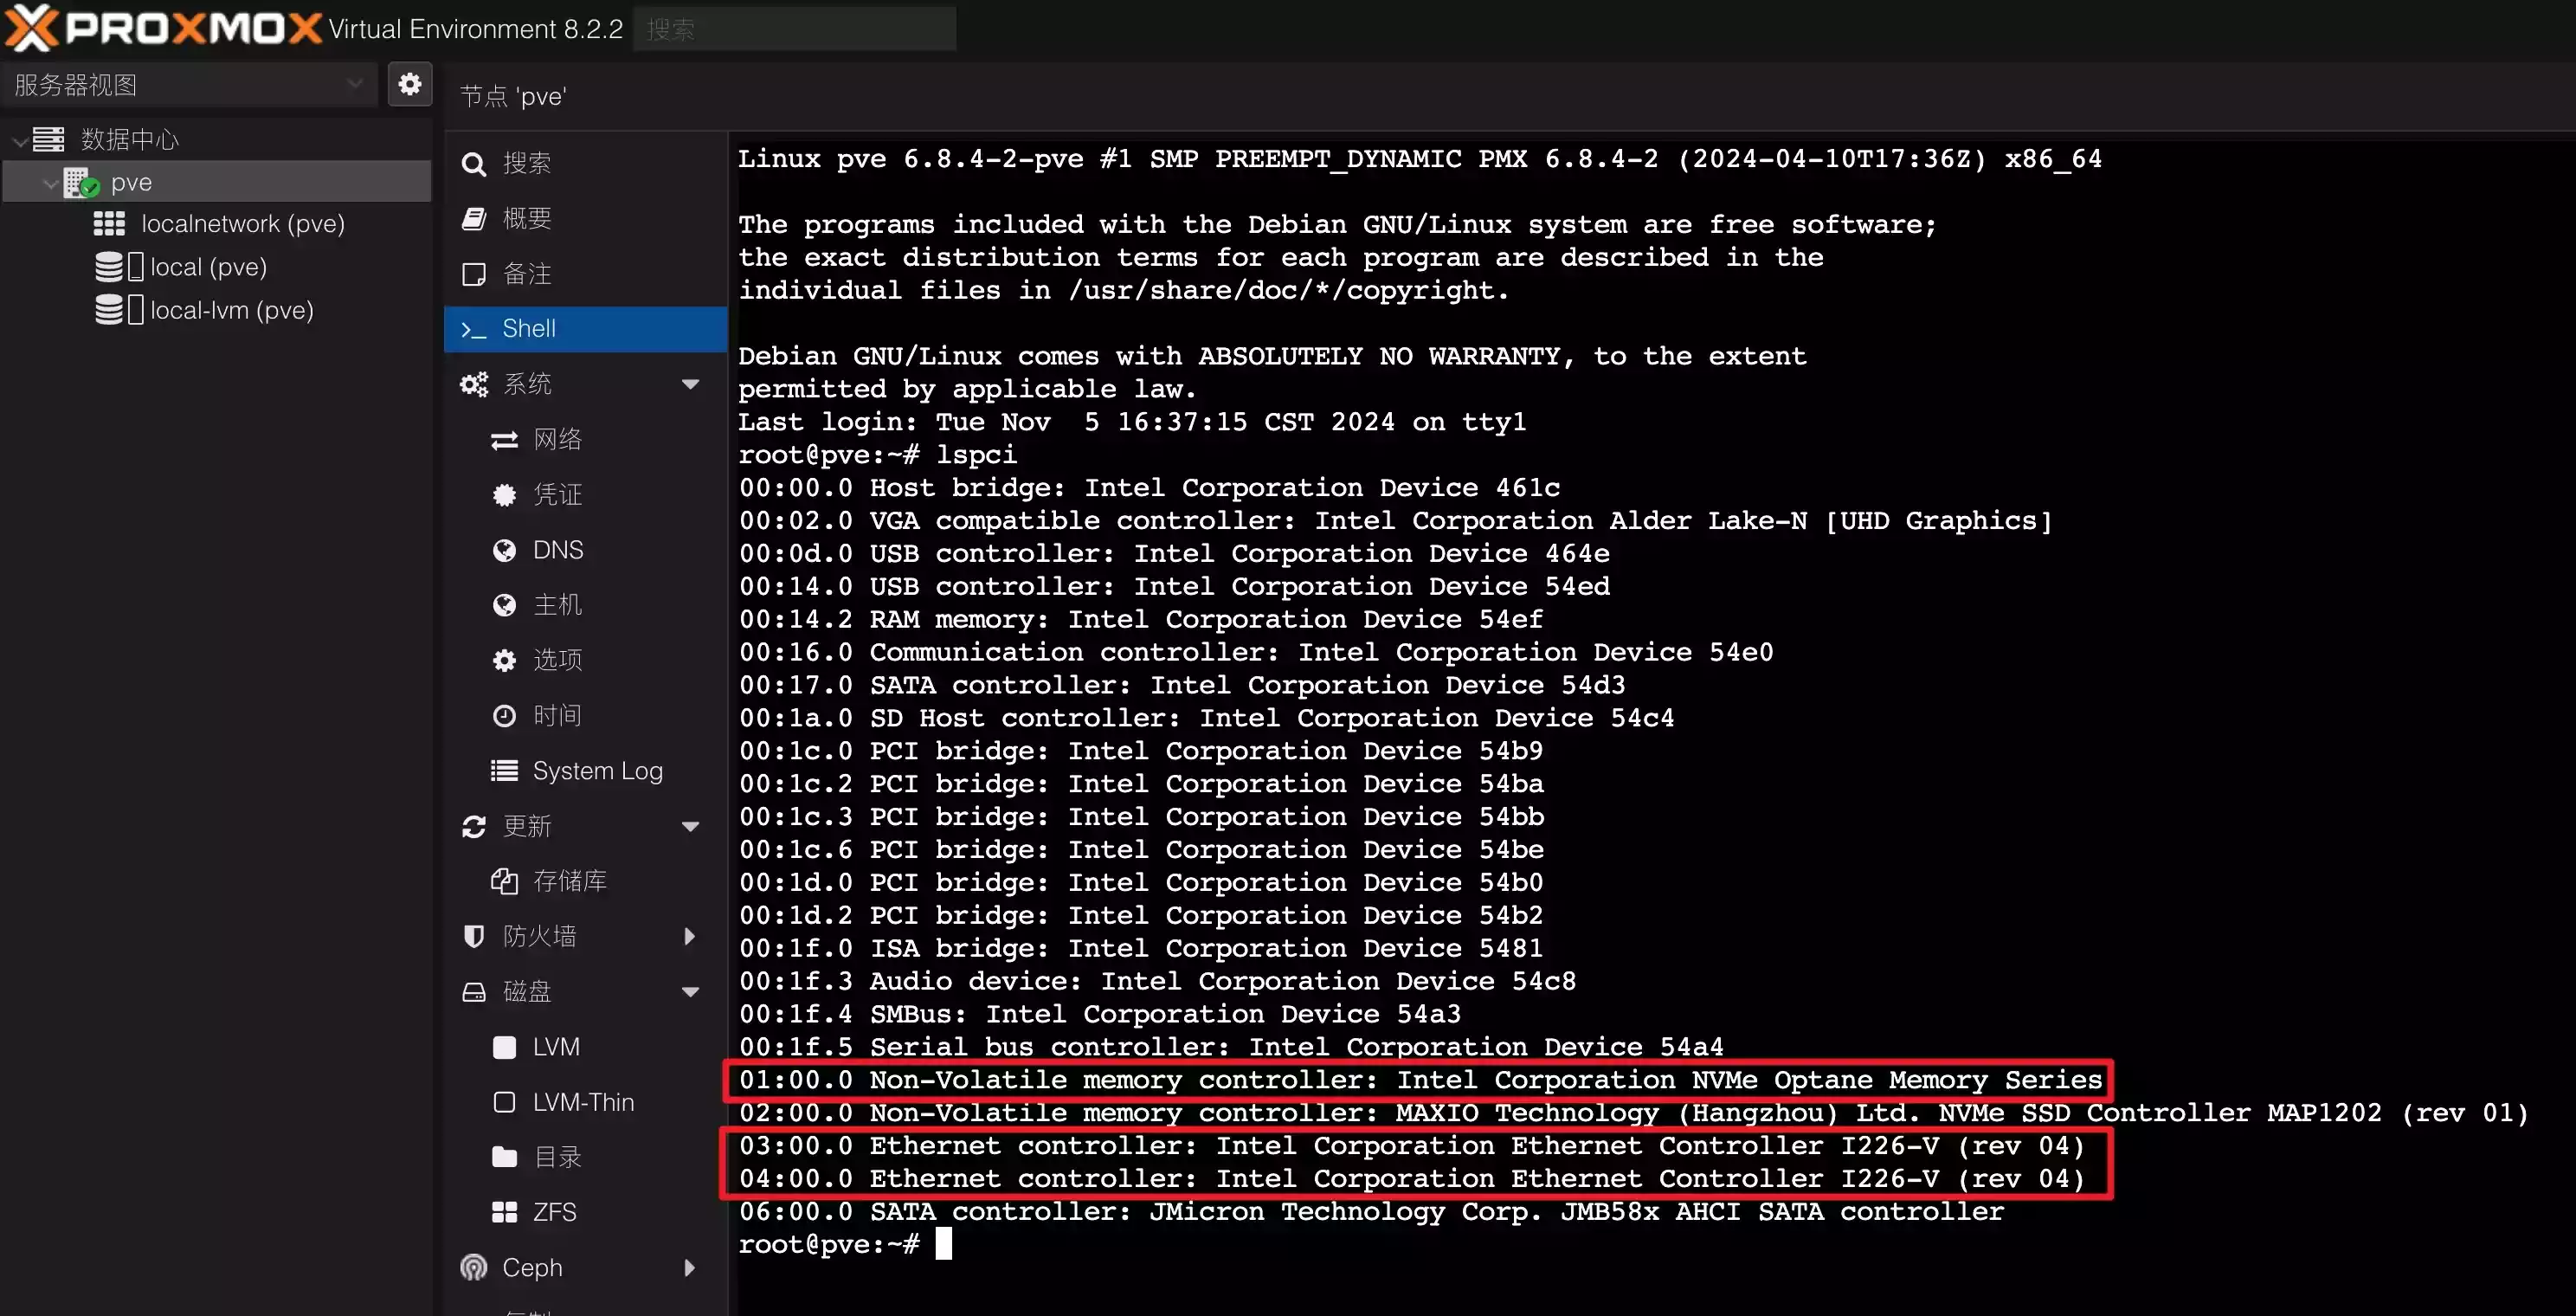 PROXMOX Virtual Environment 8.2.2 搜索
服务器视图
数据中心
pve
localnetwork (pve)
local (pve)
local-lvm (pve)
节点 'pve'
搜索
概要
备注
Shell
系统
网络
凭证
DNS
主机
选项
时间
System Log
更新
存储库
防火墙
磁盘
LVM
LVM-Thin
目录
ZFS
Ceph
Linux pve 6.8.4-2-pve #1 SMP PREEMPT_DYNAMIC PMX 6.8.4-2 (2024-04-10T17:36Z) x86_64
The programs included with the Debian GNU/Linux system are free software;
the exact distribution terms for each program are described in the
individual files in /usr/share/doc/*/copyright.
Debian GNU/Linux comes with ABSOLUTELY NO WARRANTY, to the extent
permitted by applicable law.
Last login: Tue Nov  5 16:37:15 CST 2024 on tty1
root@pve:~# lspci
00:00.0 Host bridge: Intel Corporation Device 461c
00:02.0 VGA compatible controller: Intel Corporation Alder Lake-N [UHD Graphics]
00:0d.0 USB controller: Intel Corporation Device 464e
00:14.0 USB controller: Intel Corporation Device 54ed
00:14.2 RAM memory: Intel Corporation Device 54ef
00:16.0 Communication controller: Intel Corporation Device 54e0
00:17.0 SATA controller: Intel Corporation Device 54d3
00:1a.0 SD Host controller: Intel Corporation Device 54c4
00:1c.0 PCI bridge: Intel Corporation Device 54b9
00:1c.2 PCI bridge: Intel Corporation Device 54ba
00:1c.3 PCI bridge: Intel Corporation Device 54bb
00:1c.6 PCI bridge: Intel Corporation Device 54be
00:1d.0 PCI bridge: Intel Corporation Device 54b0
00:1d.2 PCI bridge: Intel Corporation Device 54b2
00:1f.0 ISA bridge: Intel Corporation Device 5481
00:1f.3 Audio device: Intel Corporation Device 54c8
00:1f.4 SMBus: Intel Corporation Device 54a3
00:1f.5 Serial bus controller: Intel Corporation Device 54a4
01:00.0 Non-Volatile memory controller: Intel Corporation NVMe Optane Memory Series
02:00.0 Non-Volatile memory controller: MAXIO Technology (Hangzhou) Ltd. NVMe SSD Controller MAP1202 (rev 01)
03:00.0 Ethernet controller: Intel Corporation Ethernet Controller I226-V (rev 04)
04:00.0 Ethernet controller: Intel Corporation Ethernet Controller I226-V (rev 04)
06:00.0 SATA controller: JMicron Technology Corp. JMB58x AHCI SATA controller
root@pve:~#